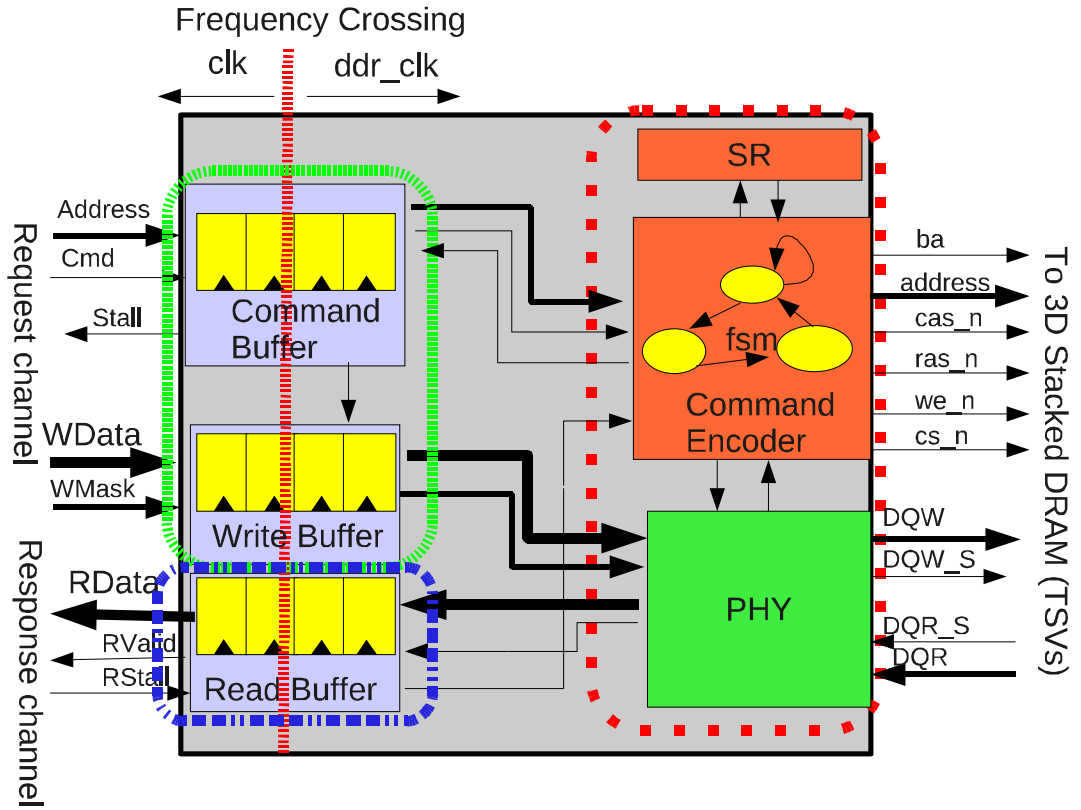 Frequency Crossing
clk
ddr_clk
SR
Address
Cmd
Stall
Request channel
Command
Buffer
fsm
Command
Encoder
ba
address
cas_n
ras_n
we_n
cs_n
To 3D Stacked DRAM (TSVs)
WData
WMask
Write Buffer
PHY
DQW
DQW_S
DQR_S
DQR
Response channel
RData
RValid
RStall
Read Buffer